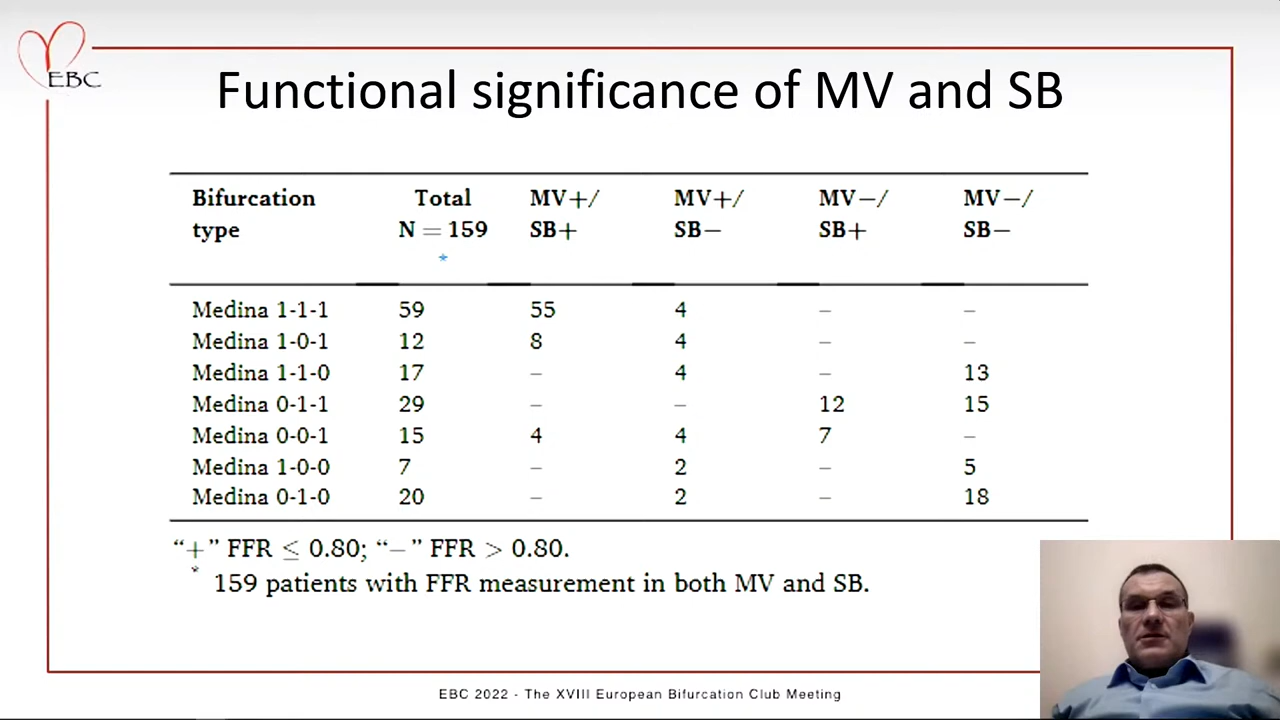 EBC
Functional significance of MV and SB
Bifurcation type Total N = 159 * MV+/ SB+ MV+/ SB− MV−/ SB+ MV−/ SB−
Medina 1-1-1 59 55 4 – –
Medina 1-0-1 12 8 4 – –
Medina 1-1-0 17 – 4 – 13
Medina 0-1-1 29 – – 12 15
Medina 0-0-1 15 4 4 7 –
Medina 1-0-0 7 – 2 – 5
Medina 0-1-0 20 – 2 – 18
“+” FFR ≤ 0.80; “−” FFR > 0.80.
* 159 patients with FFR measurement in both MV and SB.
EBC 2022 - The XVIII European Bifurcation Club Meeting